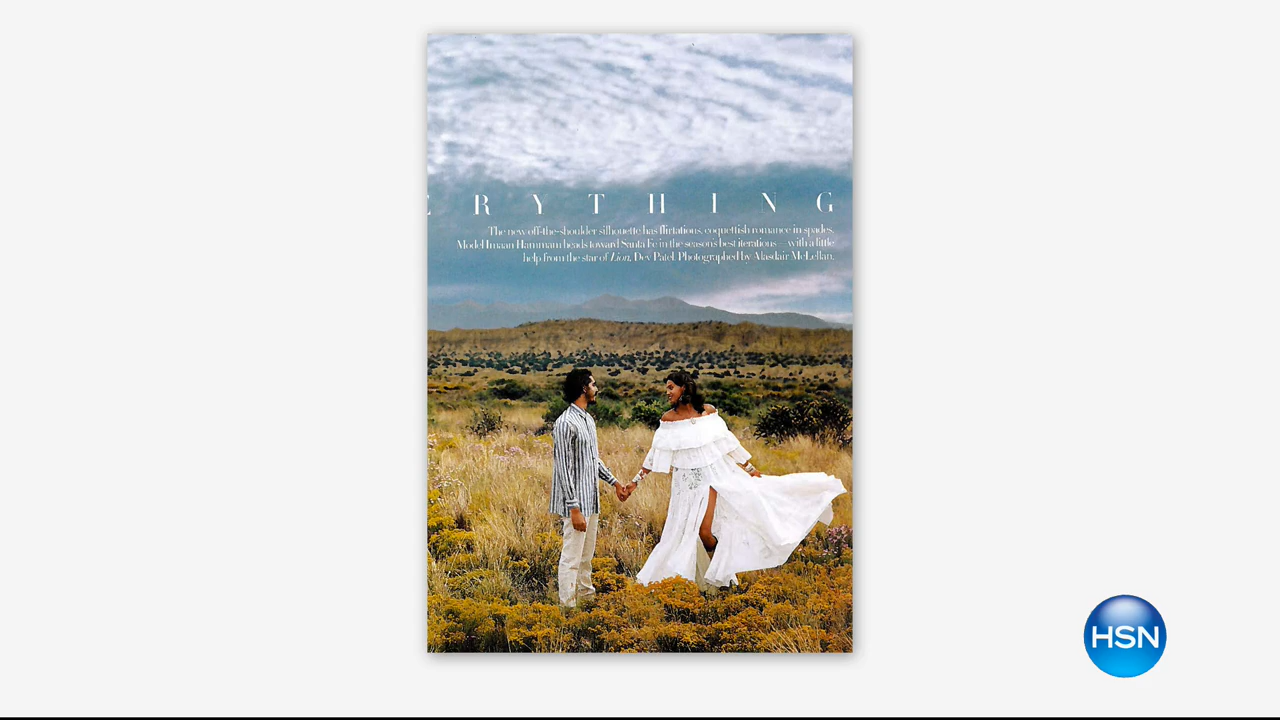 ERYTHING
The new off-the-shoulder silhouette has flirtations, coquettish romance in spades.
Model Imaan Hammam heads toward Santa Fe in the season's best iterations—with a little
help from the star of Lion, Dev Patel. Photographed by Alasdair McLellan.
HSN